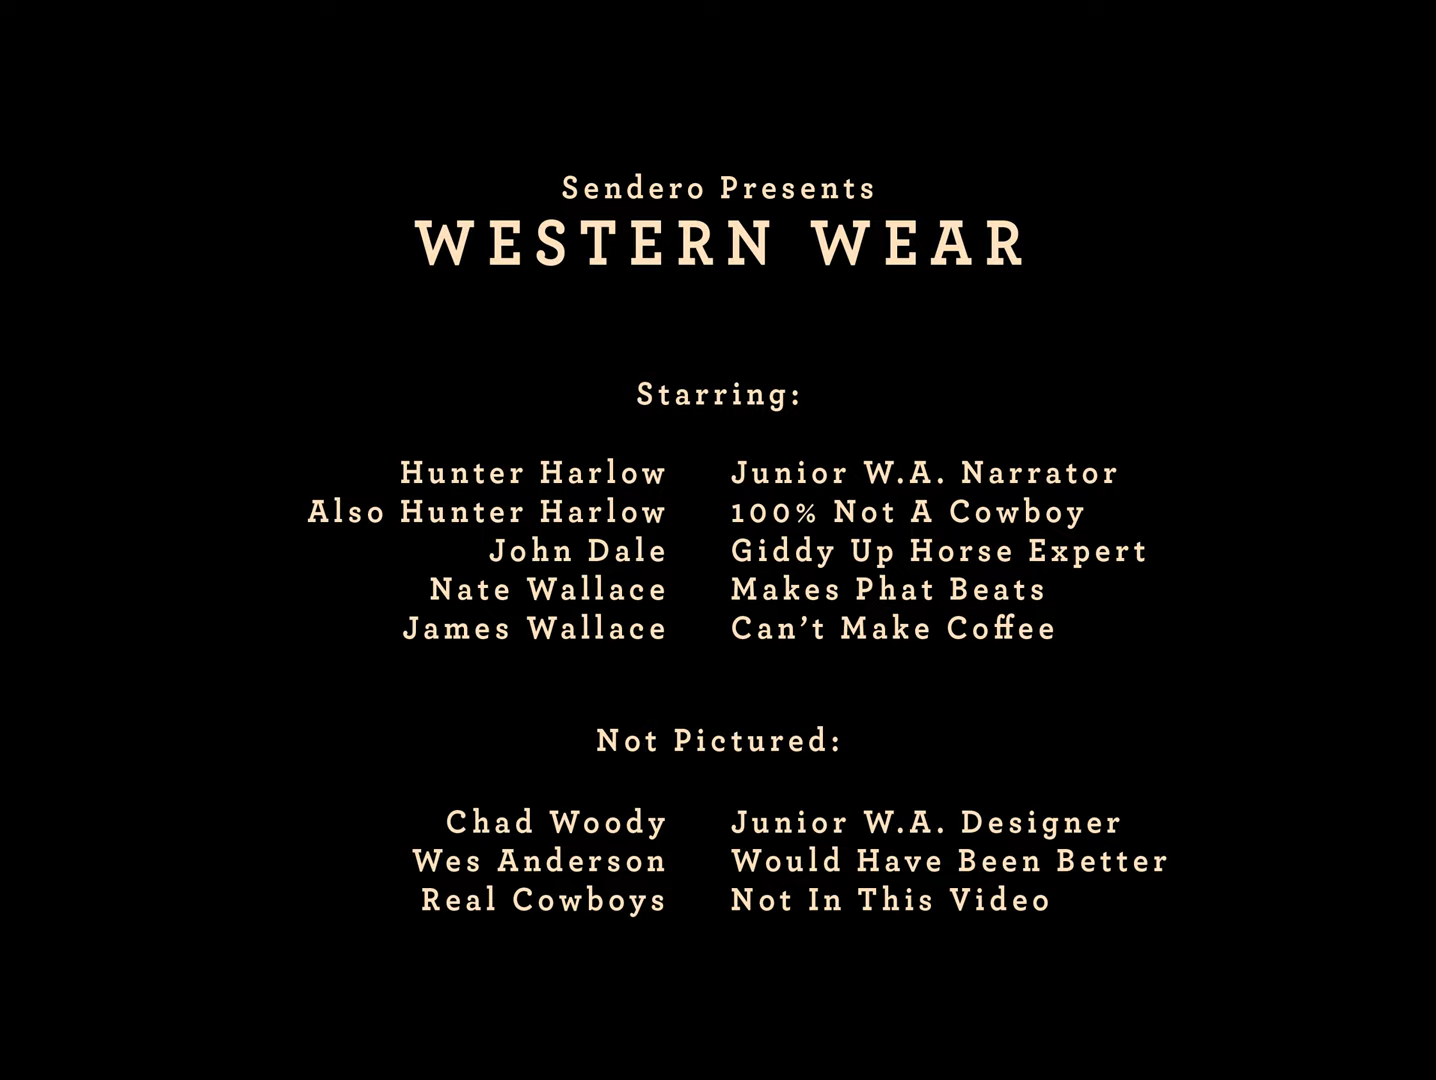 Sendero Presents
WESTERN WEAR
Starring:
Hunter Harlow Junior W.A. Narrator
Also Hunter Harlow 100% Not A Cowboy
John Dale Giddy Up Horse Expert
Nate Wallace Makes Phat Beats
James Wallace Can’t Make Coffee
Not Pictured:
Chad Woody Junior W.A. Designer
Wes Anderson Would Have Been Better
Real Cowboys Not In This Video